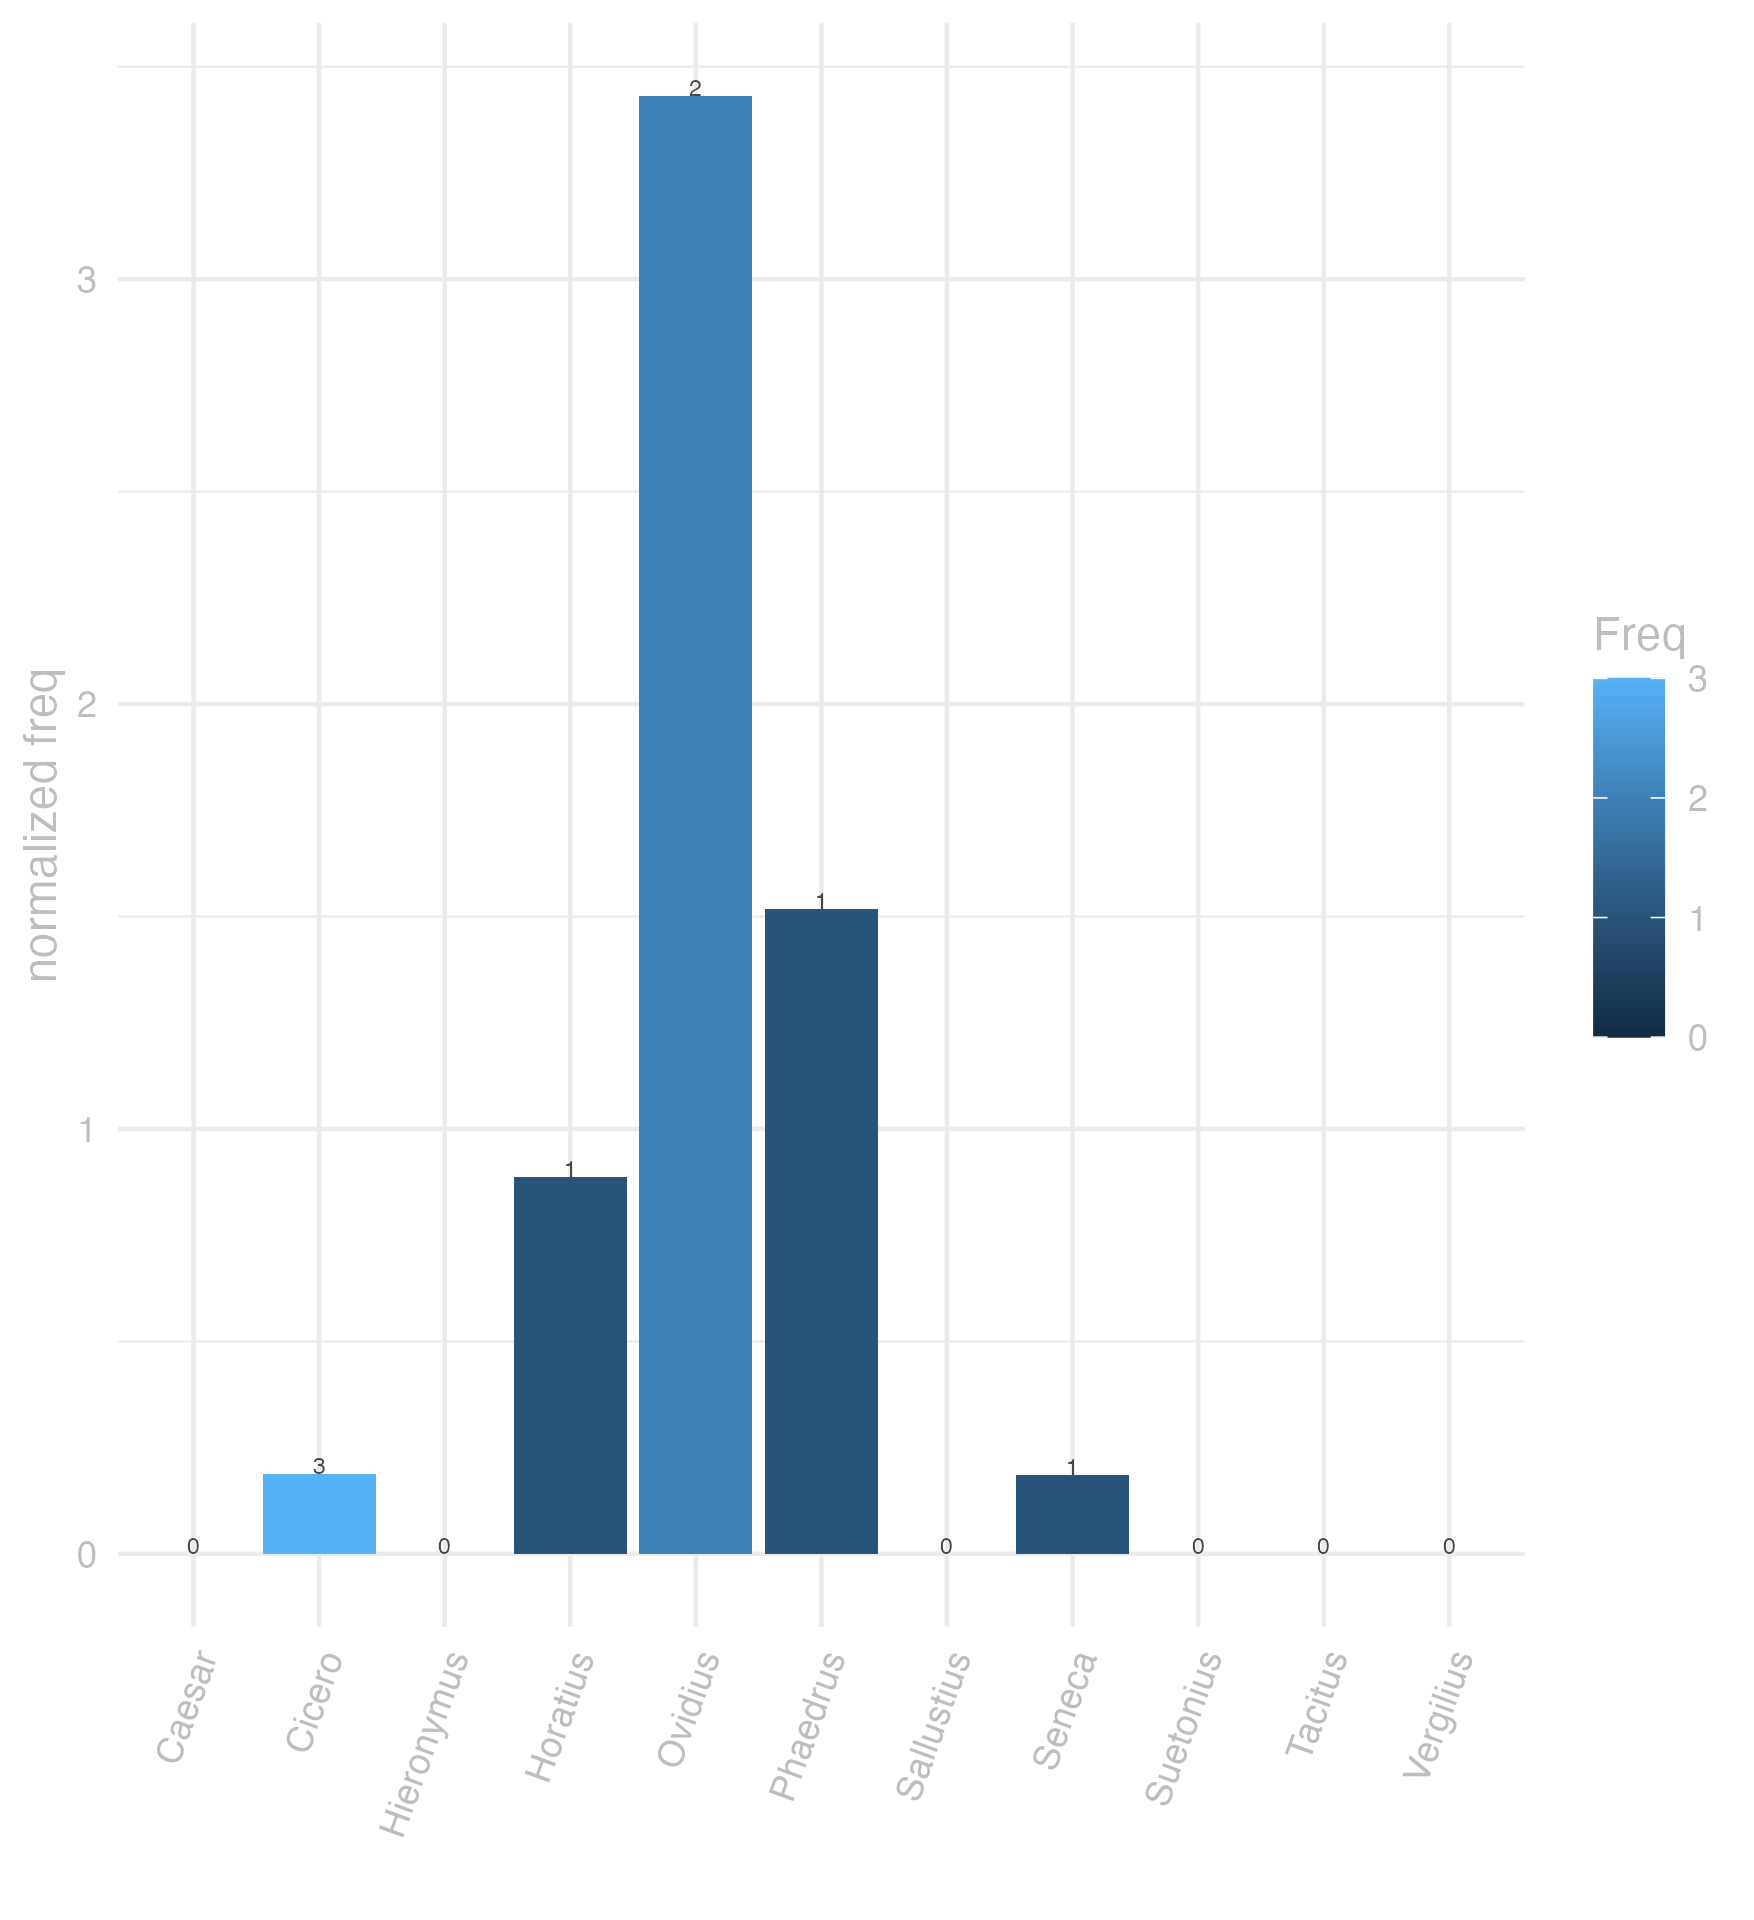 normalized freq
3
2
1
0
0
3
0
1
2
1
0
1
0
0
0
Caesar
Cicero
Hieronymus
Horatius
Ovidius
Phaedrus
Sallustius
Seneca
Suetonius
Tacitus
Vergilius
Freq
3
2
1
0